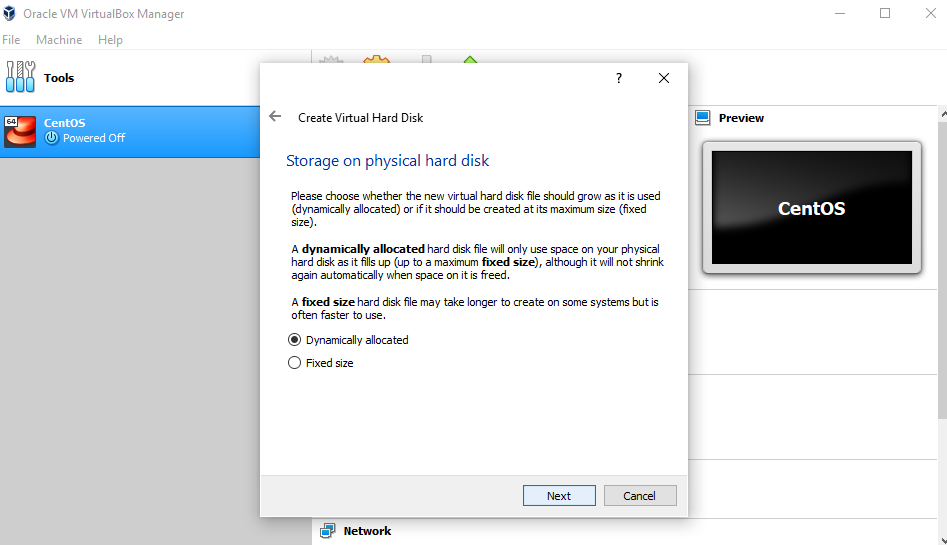 Oracle VM VirtualBox Manager
File Machine Help
Tools
64
CentOS
Powered Off
?
Create Virtual Hard Disk
Storage on physical hard disk
Please choose whether the new virtual hard disk file should grow as it is used
(dynamically allocated) or if it should be created at its maximum size (fixed
size).
A dynamically allocated hard disk file will only use space on your physical
hard disk as it fills up (up to a maximum fixed size), although it will not shrink
again automatically when space on it is freed.
A fixed size hard disk file may take longer to create on some systems but is
often faster to use.
Dynamically allocated
Fixed size
Next Cancel
Preview
CentOS
Network